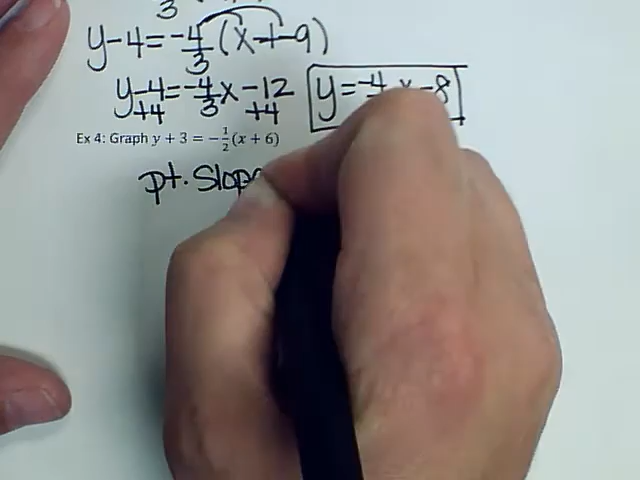 3
y-4=-4/3(x+9)
y-4=-4/3x-12
+4 +4
y=-4 x-8
Ex 4: Graph y + 3 = -1/2(x + 6)
pt. Slope